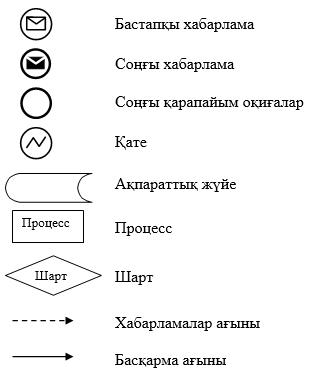 Бастапқы хабарлама
Соңғы хабарлама
Соңғы қарапайым оқиғалар
Қате
Ақпараттық жүйе
Процесс
Процесс
Шарт
Шарт
Хабарламалар ағыны
Басқарма ағыны